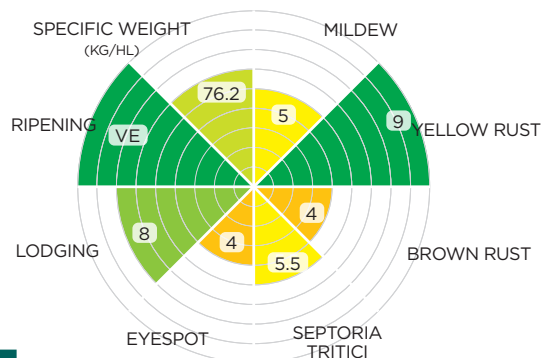 SPECIFIC WEIGHT
(KG/HL)
MILDEW
76.2
5
RIPENING
VE
9
YELLOW RUST
8
4
LODGING
4
5.5
BROWN RUST
EYESPOT
SEPTORIA
TRITICI